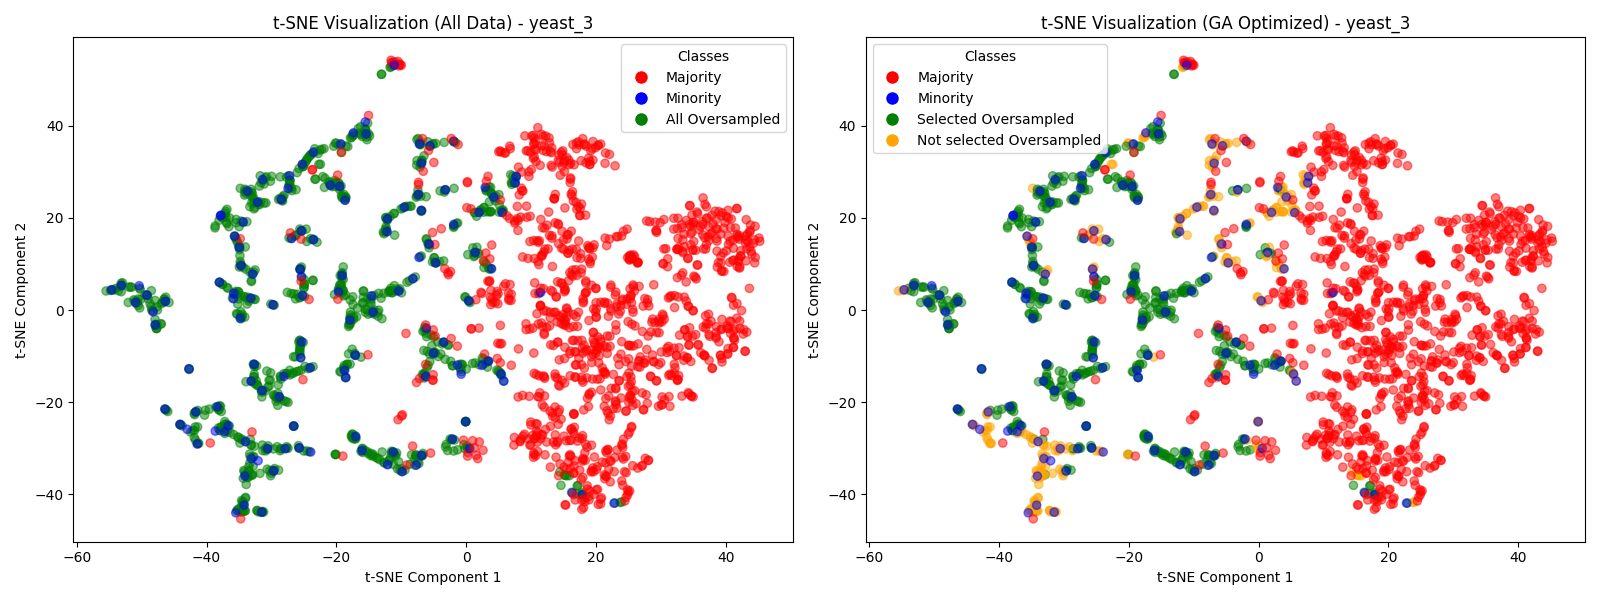 t-SNE Visualization (All Data) - yeast_3
Classes
Majority
Minority
All Oversampled
40
20
0
−20
−40
t-SNE Component 2
−60
−40
−20
0
20
40
t-SNE Component 1
t-SNE Visualization (GA Optimized) - yeast_3
Classes
Majority
Minority
Selected Oversampled
Not selected Oversampled
40
20
0
−20
−40
t-SNE Component 2
−60
−40
−20
0
20
40
t-SNE Component 1